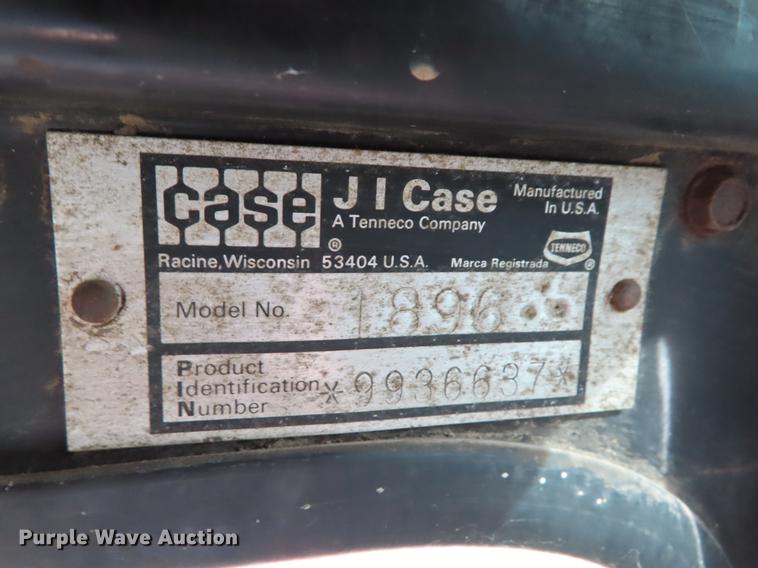 case J I Case Manufactured In U.S.A.
A Tenneco Company
® TENNECO
Racine, Wisconsin 53404 U.S.A. Marca Registrada ®
Model No. 1896
Product
Identification *9936637*
Number
Purple Wave Auction®